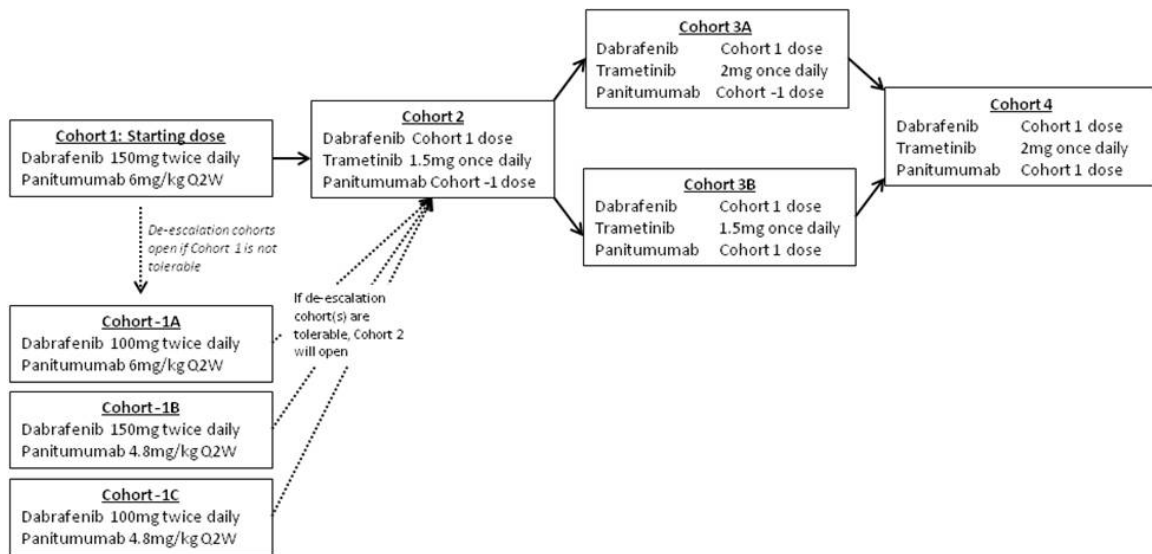 Cohort 1: Starting dose
Dabrafenib 150mg twice daily
Panitumumab 6mg/kg Q2W
De-escalation cohorts
open if Cohort 1 is not
tolerable
Cohort -1A
Dabrafenib 100mg twice daily
Panitumumab 6mg/kg Q2W
Cohort -1B
Dabrafenib 150mg twice daily
Panitumumab 4.8mg/kg Q2W
Cohort -1C
Dabrafenib 100mg twice daily
Panitumumab 4.8mg/kg Q2W
If de-escalation
cohort(s) are
tolerable, Cohort 2
will open
Cohort 2
Dabrafenib Cohort 1 dose
Trametinib 1.5mg once daily
Panitumumab Cohort -1 dose
Cohort 3A
Dabrafenib Cohort 1 dose
Trametinib 2mg once daily
Panitumumab Cohort -1 dose
Cohort 3B
Dabrafenib Cohort 1 dose
Trametinib 1.5mg once daily
Panitumumab Cohort 1 dose
Cohort 4
Dabrafenib Cohort 1 dose
Trametinib 2mg once daily
Panitumumab Cohort 1 dose